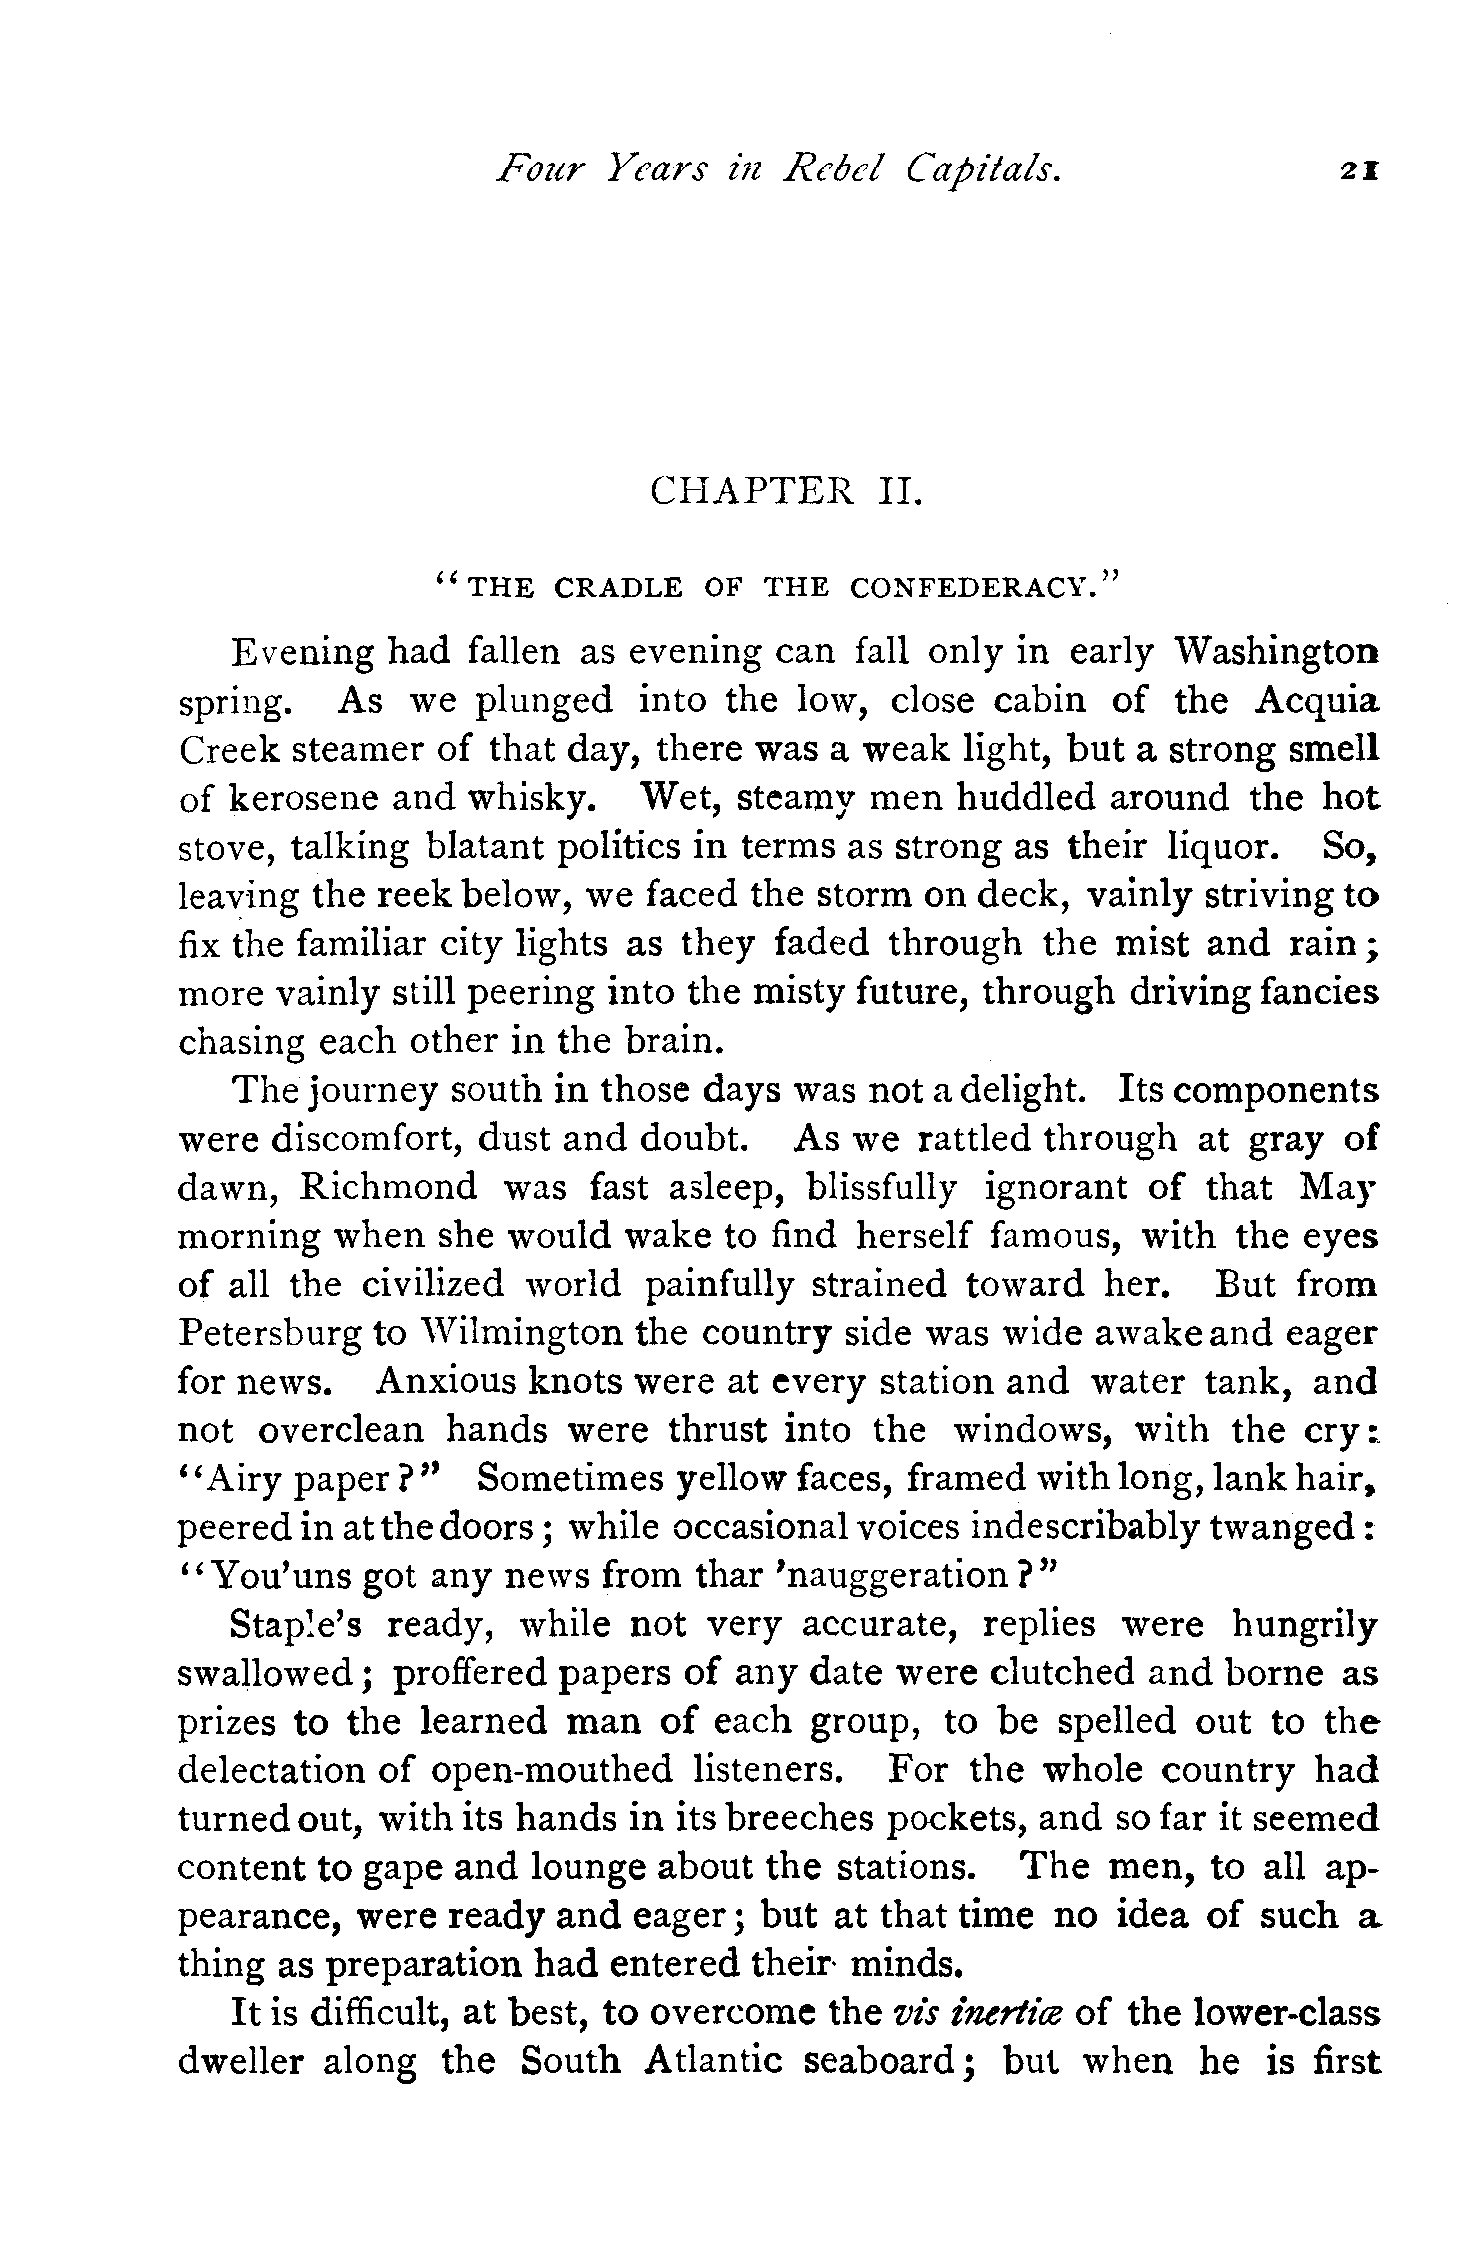 Four Years in Rebel Capitals. 21
CHAPTER II.
"THE CRADLE OF THE CONFEDERACY."
Evening had fallen as evening can fall only in early Washington
spring. As we plunged into the low, close cabin of the Acquia
Creek steamer of that day, there was a weak light, but a strong smell
of kerosene and whisky. Wet, steamy men huddled around the hot
stove, talking blatant politics in terms as strong as their liquor. So,
leaving the reek below, we faced the storm on deck, vainly striving to
fix the familiar city lights as they faded through the mist and rain;
more vainly still peering into the misty future, through driving fancies
chasing each other in the brain.
The journey south in those days was not a delight. Its components
were discomfort, dust and doubt. As we rattled through at gray of
dawn, Richmond was fast asleep, blissfully ignorant of that May
morning when she would wake to find herself famous, with the eyes
of all the civilized world painfully strained toward her. But from
Petersburg to Wilmington the country side was wide awake and eager
for news. Anxious knots were at every station and water tank, and
not overclean hands were thrust into the windows, with the cry:
"Airy paper?" Sometimes yellow faces, framed with long, lank hair,
peered in at the doors; while occasional voices indescribably twanged:
"You'uns got any news from thar 'nauggeration?"
Staple's ready, while not very accurate, replies were hungrily
swallowed; proffered papers of any date were clutched and borne as
prizes to the learned man of each group, to be spelled out to the
delectation of open-mouthed listeners. For the whole country had
turned out, with its hands in its breeches pockets, and so far it seemed
content to gape and lounge about the stations. The men, to all ap-
pearance, were ready and eager; but at that time no idea of such a
thing as preparation had entered their minds.
It is difficult, at best, to overcome the vis inertiæ of the lower-class
dweller along the South Atlantic seaboard; but when he is first